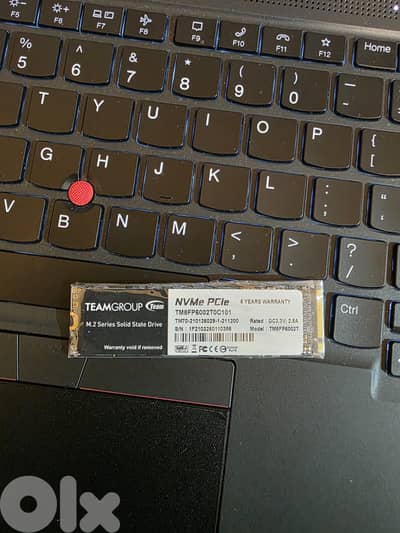 F5 F6 F7 F8 F9 F10 F11 F12 Home
5 6 7 8 9 0
T Y U I O P
G H J K L
V B N M
TEAMGROUP Team
M.2 Series Solid State Drive
Warranty void if removed
NVMe PCIe 5 YEARS WARRANTY
TM8FP6002T0C101
Rated : DC3.3V; 2.5A
Model : TM8FP6002T
Olx